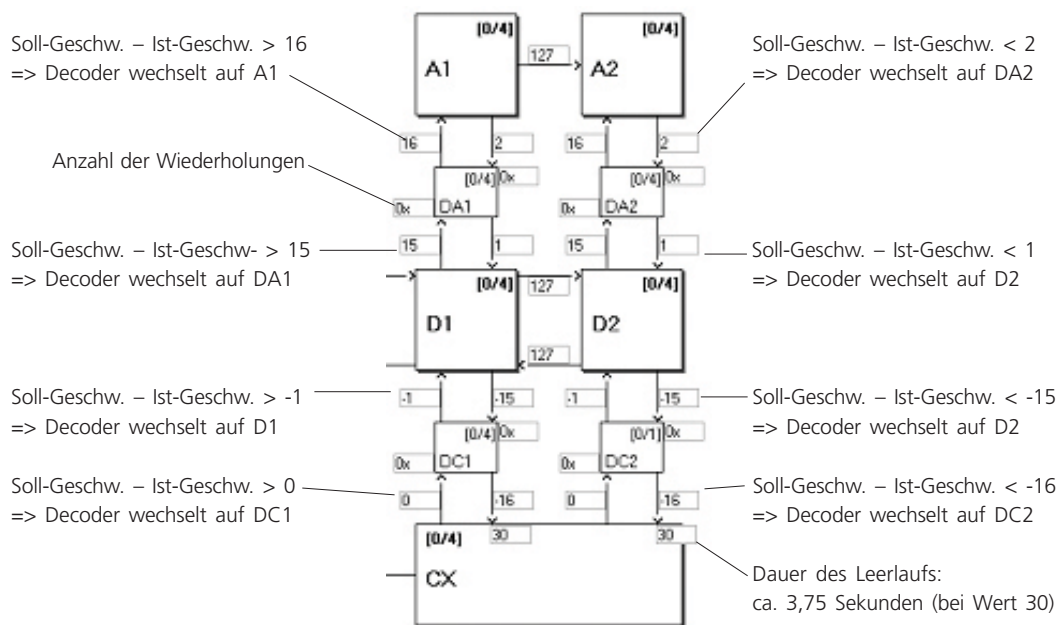 Soll-Geschw. – Ist-Geschw. > 16
=> Decoder wechselt auf A1
Anzahl der Wiederholungen
Soll-Geschw. – Ist-Geschw- > 15
=> Decoder wechselt auf DA1
Soll-Geschw. – Ist-Geschw. > -1
=> Decoder wechselt auf D1
Soll-Geschw. – Ist-Geschw. > 0
=> Decoder wechselt auf DC1
[0/4]
A1
127
[0/4]
A2
16
2
16
2
[0/4]
0x
DA1
0x
[0/4]
0x
DA2
0x
15
1
15
1
[0/4]
D1
127
127
[0/4]
D2
-1
-15
-1
-15
[0/4]
0x
DC1
0x
[0/1]
0x
DC2
0x
0
-16
0
-16
[0/4]
30
30
CX
Soll-Geschw. – Ist-Geschw. < 2
=> Decoder wechselt auf DA2
Soll-Geschw. – Ist-Geschw. < 1
=> Decoder wechselt auf D2
Soll-Geschw. – Ist-Geschw. < -15
=> Decoder wechselt auf D2
Soll-Geschw. – Ist-Geschw. < -16
=> Decoder wechselt auf DC2
Dauer des Leerlaufs:
ca. 3,75 Sekunden (bei Wert 30)